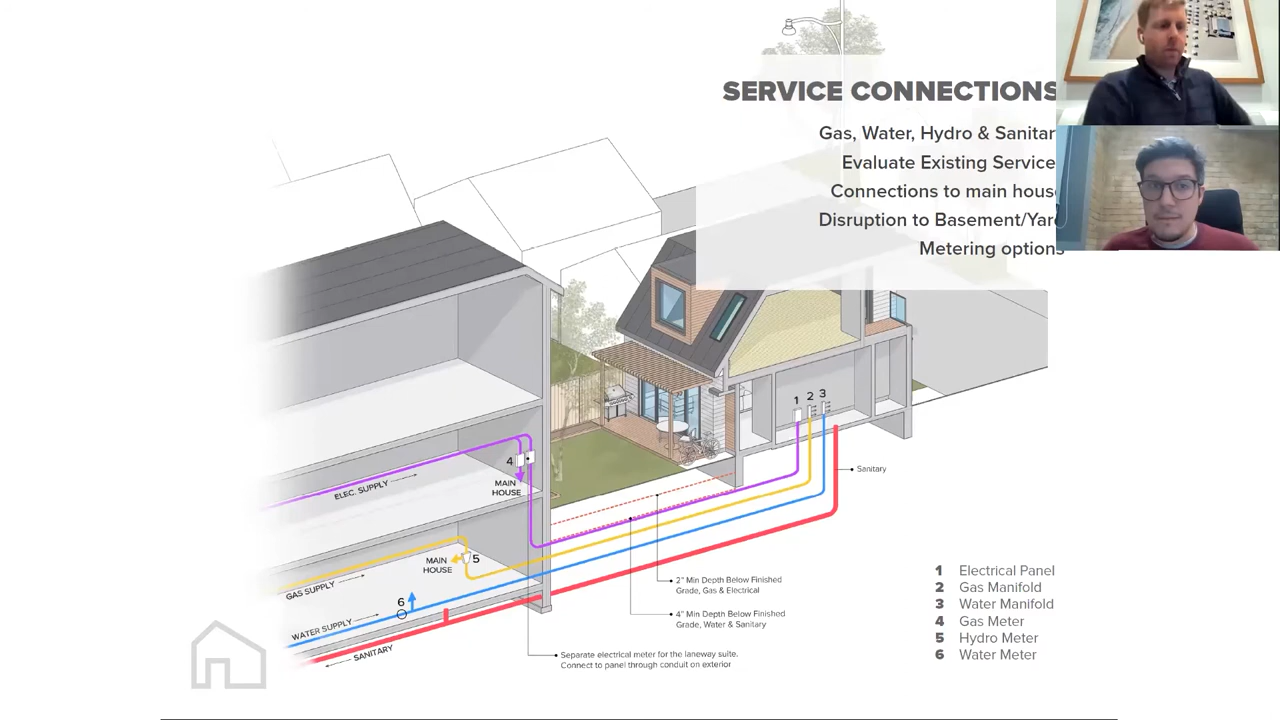 SERVICE CONNECTIONS
Gas, Water, Hydro & Sanitar
Evaluate Existing Service
Connections to main hous
Disruption to Basement/Yar
Metering options
1 2 3
4
MAIN
HOUSE
ELEC. SUPPLY
Sanitary
5
MAIN
HOUSE
GAS SUPPLY
6
WATER SUPPLY
SANITARY
2" Min Depth Below Finished
Grade, Gas & Electrical
4" Min Depth Below Finished
Grade, Water & Sanitary
Separate electrical meter for the laneway suite.
Connect to panel through conduit on exterior
1 Electrical Panel
2 Gas Manifold
3 Water Manifold
4 Gas Meter
5 Hydro Meter
6 Water Meter